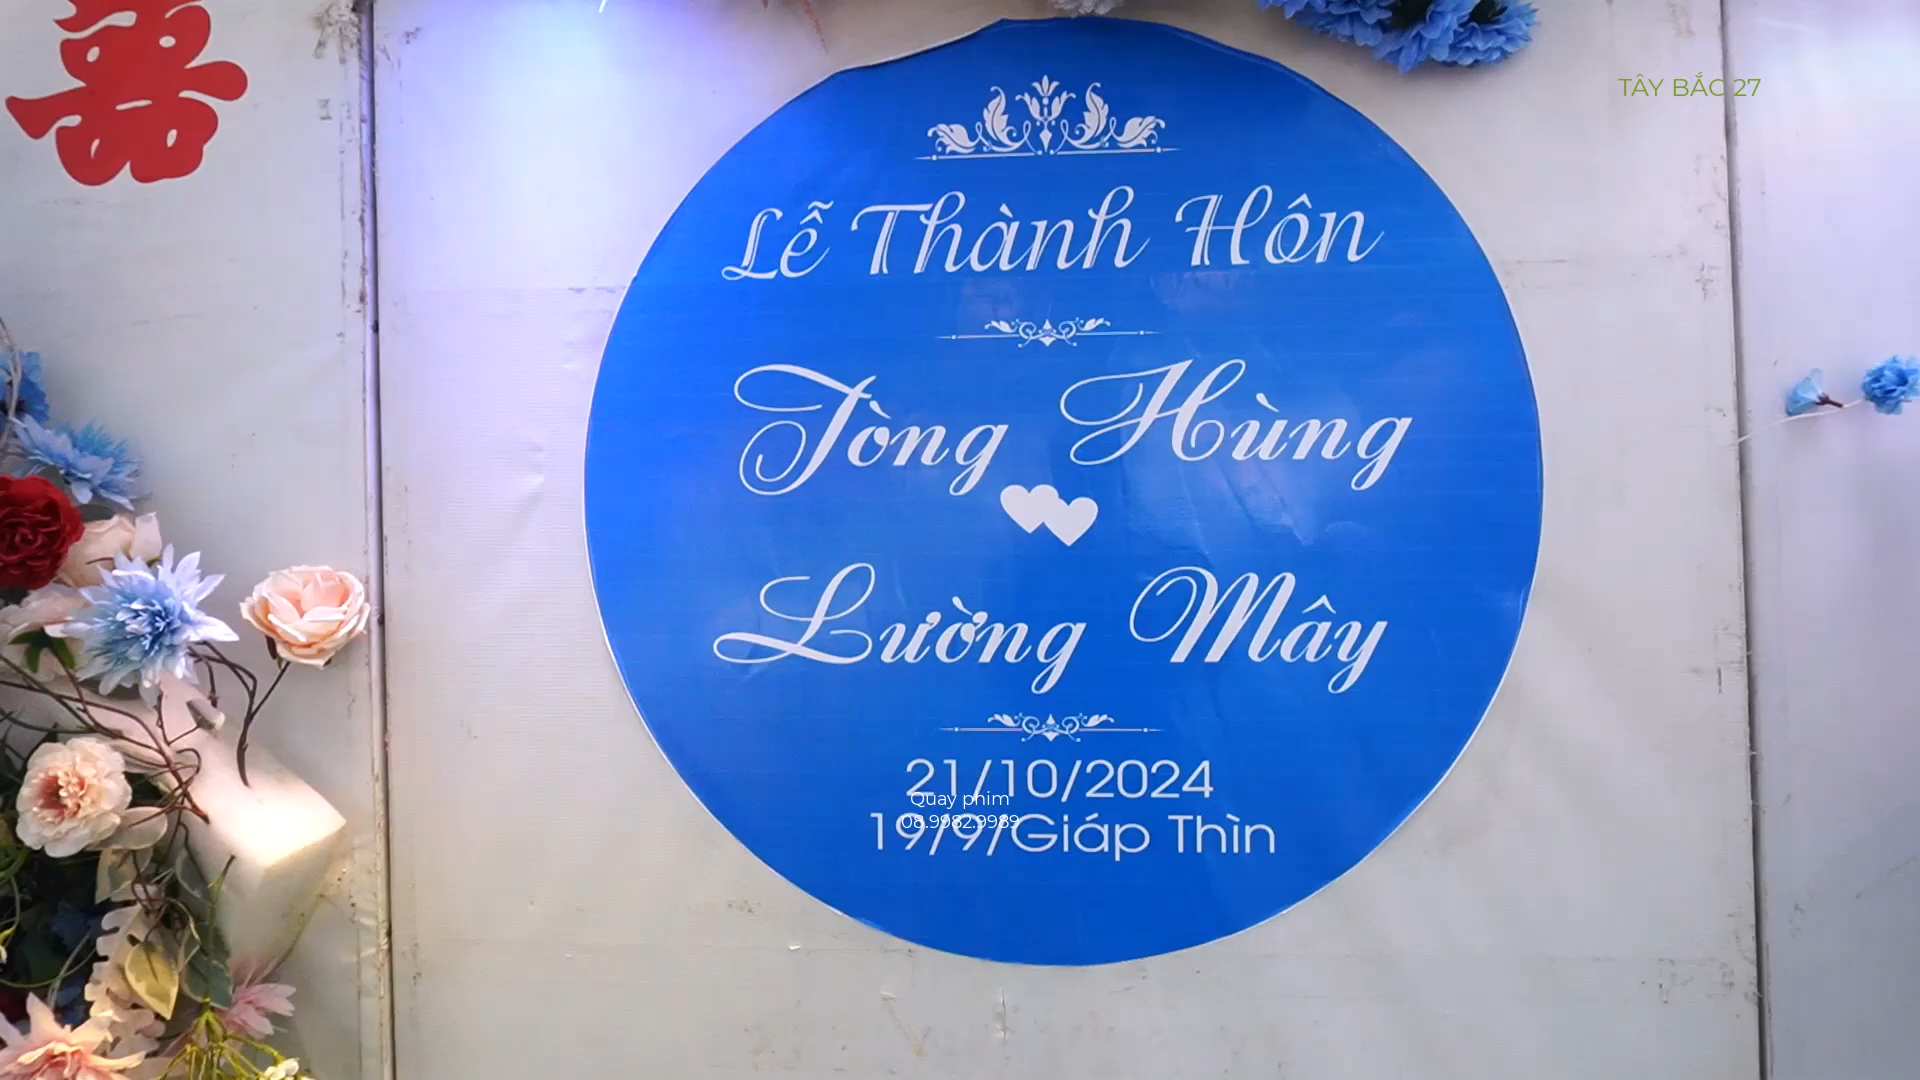 囍
TÂY BẮC 27
Lễ Thành Hôn
Tòng Hùng
Lường Mây
21/10/2024
Quay phim
08.9982.9989
19/9/Giáp Thìn